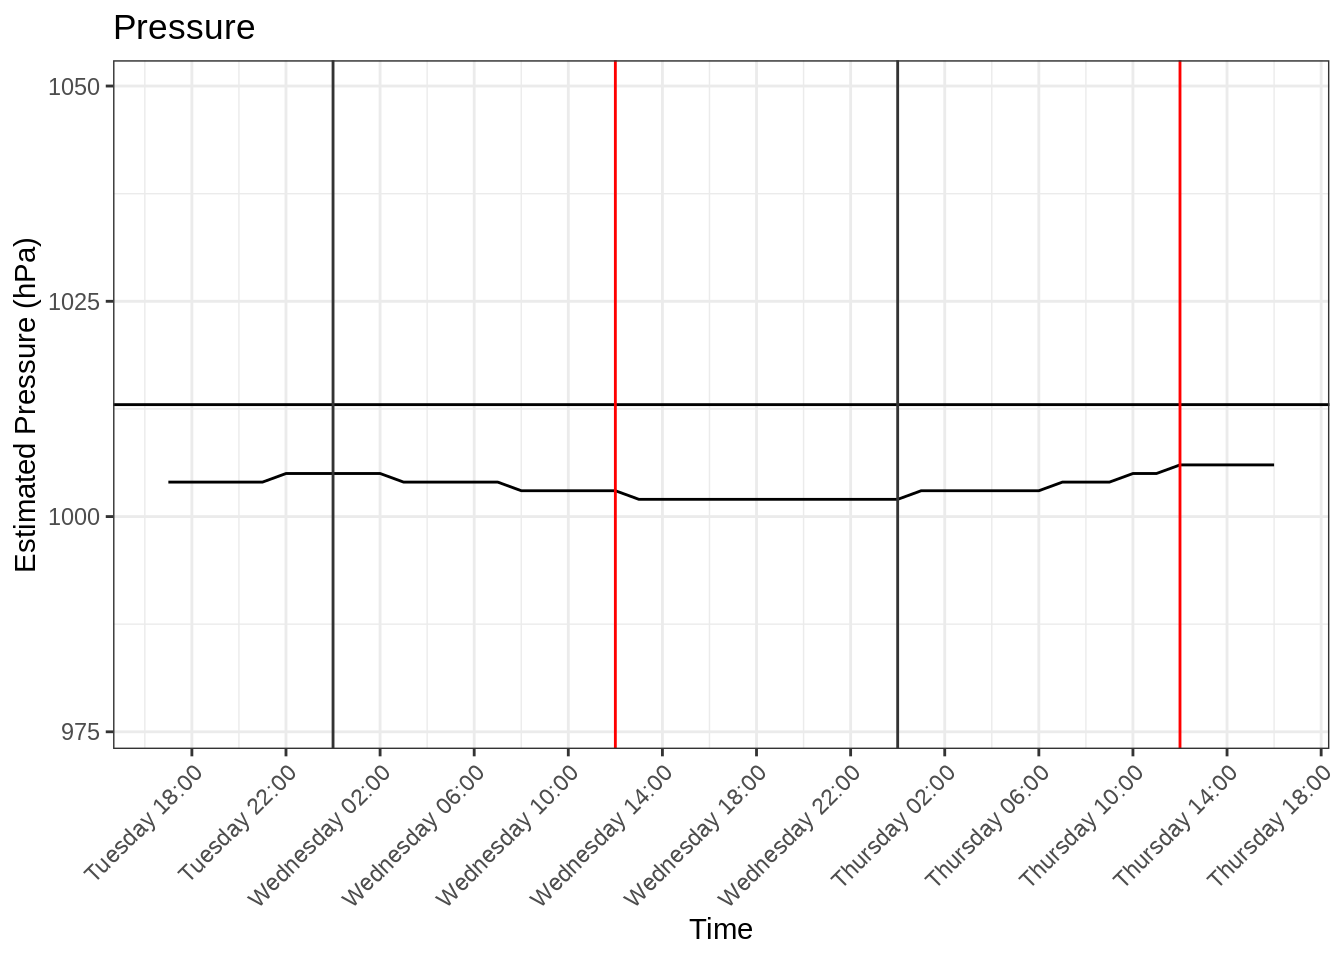 Pressure
Estimated Pressure (hPa)
1050
1025
1000
975
Tuesday 18:00
Tuesday 22:00
Wednesday 02:00
Wednesday 06:00
Wednesday 10:00
Wednesday 14:00
Wednesday 18:00
Wednesday 22:00
Thursday 02:00
Thursday 06:00
Thursday 10:00
Thursday 14:00
Thursday 18:00
Time